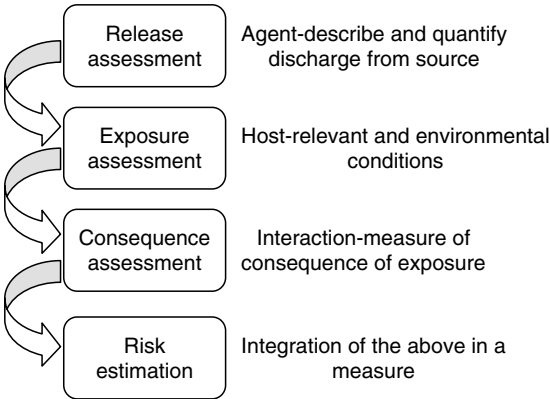 Release
assessment
Agent-describe and quantify
discharge from source
Exposure
assessment
Host-relevant and environmental
conditions
Consequence
assessment
Interaction-measure of
consequence of exposure
Risk
estimation
Integration of the above in a
measure